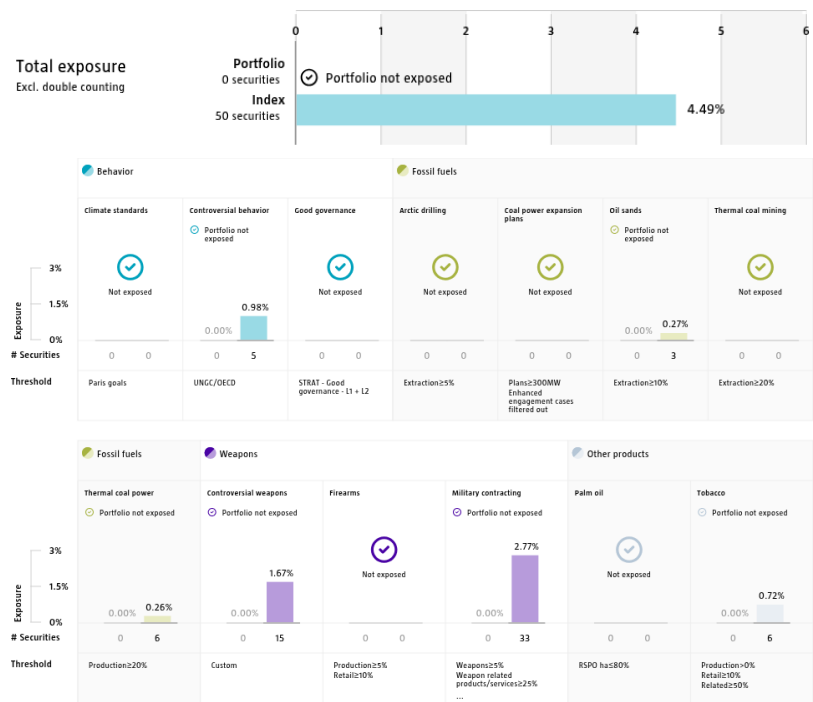 0 1 2 3 4 5 6
Total exposure
Excl. double counting
Portfolio
0 securities
Portfolio not exposed
Index
50 securities
4.49%
Behavior
Fossil fuels
Climate standards
Controversial behavior
Good governance
Arctic drilling
Coal power expansion
plans
Oil sands
Thermal coal mining
Portfolio not
exposed
Portfolio not
exposed
Not exposed
Not exposed
Not exposed
Not exposed
Not exposed
Exposure
3%
1.5%
0%
0.00%
0.98%
0.00%
0.27%
# Securities
0 0
0 5
0 0
0 0
0 0
0 3
0 0
Threshold
Paris goals
UNGC/OECD
STRAT - Good
governance - L1 + L2
Extraction≥5%
Plans≥300MW
Enhanced
engagement cases
filtered out
Extraction≥10%
Extraction≥20%
Fossil fuels
Weapons
Other products
Thermal coal power
Controversial weapons
Firearms
Military contracting
Palm oil
Tobacco
Portfolio not exposed
Portfolio not exposed
Portfolio not exposed
Portfolio not exposed
Not exposed
Not exposed
Exposure
3%
1.5%
0%
0.00%
0.26%
0.00%
1.67%
0.00%
2.77%
0.00%
0.72%
# Securities
0 6
0 15
0 0
0 33
0 0
0 6
Threshold
Production≥20%
Custom
Production≥5%
Retail≥10%
Weapons≥5%
Weapon related
products/services≥25%
...
RSPO ha≤80%
Production>0%
Retail≥10%
Related≥50%